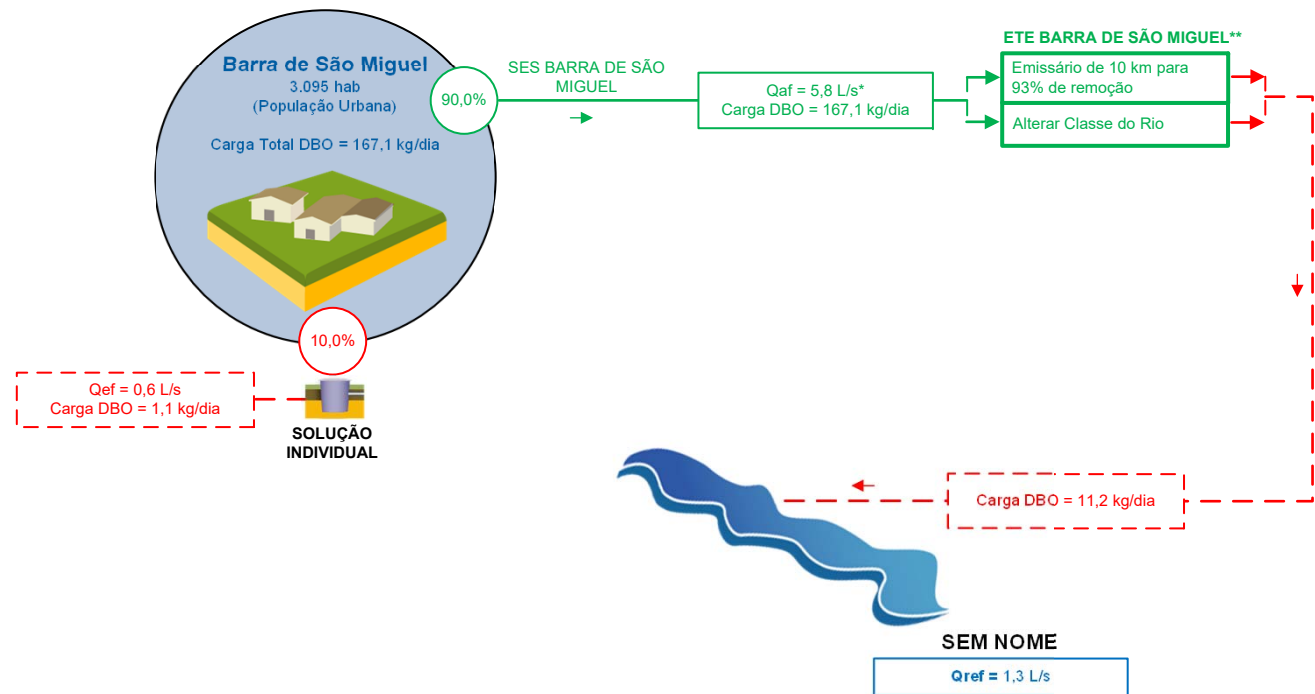 Barra de São Miguel
3.095 hab
(População Urbana)
Carga Total DBO = 167,1 kg/dia
90,0%
SES BARRA DE SÃO
MIGUEL
Qaf = 5,8 L/s*
Carga DBO = 167,1 kg/dia
ETE BARRA DE SÃO MIGUEL**
Emissário de 10 km para
93% de remoção
Alterar Classe do Rio
10,0%
Qef = 0,6 L/s
Carga DBO = 1,1 kg/dia
SOLUÇÃO
INDIVIDUAL
Carga DBO = 11,2 kg/dia
SEM NOME
Qref = 1,3 L/s